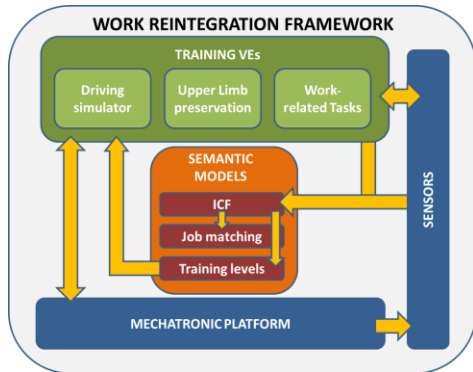 WORK REINTEGRATION FRAMEWORK
TRAINING VEs
Driving
simulator
Upper Limb
preservation
Work-
related Tasks
SEMANTIC
MODELS
ICF
Job matching
Training levels
SENSORS
MECHATRONIC PLATFORM